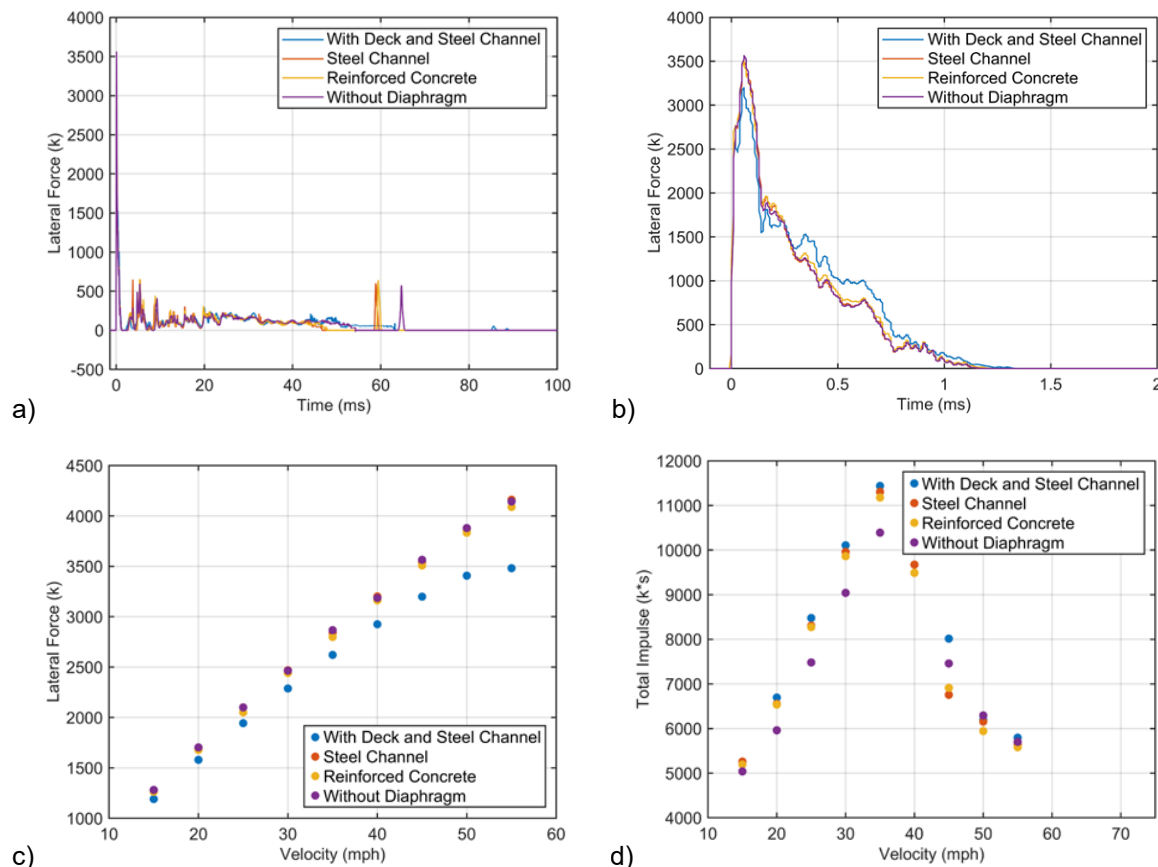 4000
3500
3000
2500
2000
1500
1000
500
0
-500
Lateral Force (k)
With Deck and Steel Channel
Steel Channel
Reinforced Concrete
Without Diaphragm
0 20 40 60 80 100
Time (ms)
a)
4000
3500
3000
2500
2000
1500
1000
500
0
Lateral Force (k)
With Deck and Steel Channel
Steel Channel
Reinforced Concrete
Without Diaphragm
0 0.5 1 1.5 2
Time (ms)
b)
4500
4000
3500
3000
2500
2000
1500
1000
Lateral Force (k)
With Deck and Steel Channel
Steel Channel
Reinforced Concrete
Without Diaphragm
10 20 30 40 50 60
Velocity (mph)
c)
12000
11000
10000
9000
8000
7000
6000
5000
4000
Total Impulse (k*s)
With Deck and Steel Channel
Steel Channel
Reinforced Concrete
Without Diaphragm
10 20 30 40 50 60 70
Velocity (mph)
d)